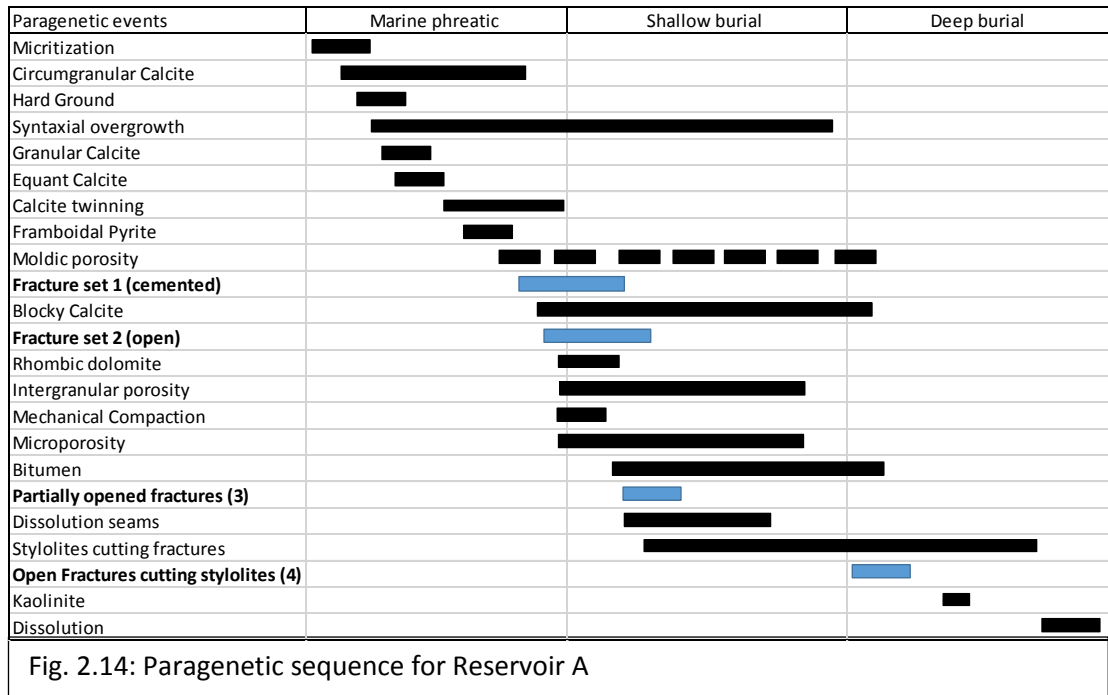 Paragenetic events Marine phreatic Shallow burial Deep burial
Micritization
Circumgranular Calcite
Hard Ground
Syntaxial overgrowth
Granular Calcite
Equant Calcite
Calcite twinning
Framboidal Pyrite
Moldic porosity
Fracture set 1 (cemented)
Blocky Calcite
Fracture set 2 (open)
Rhombic dolomite
Intergranular porosity
Mechanical Compaction
Microporosity
Bitumen
Partially opened fractures (3)
Dissolution seams
Stylolites cutting fractures
Open Fractures cutting stylolites (4)
Kaolinite
Dissolution
Fig. 2.14: Paragenetic sequence for Reservoir A